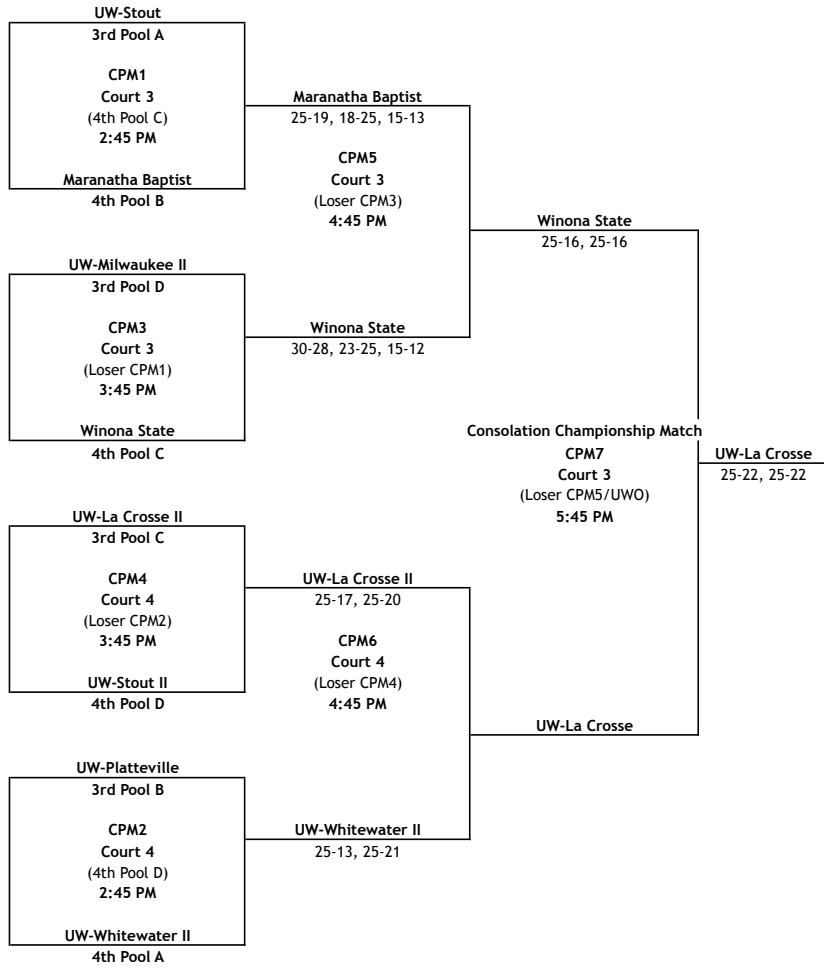 UW-Stout
3rd Pool A
CPM1
Court 3
(4th Pool C)
2:45 PM
Maranatha Baptist
4th Pool B
UW-Milwaukee II
3rd Pool D
CPM3
Court 3
(Loser CPM1)
3:45 PM
Winona State
4th Pool C
UW-La Crosse II
3rd Pool C
CPM4
Court 4
(Loser CPM2)
3:45 PM
UW-Stout II
4th Pool D
UW-Platteville
3rd Pool B
CPM2
Court 4
(4th Pool D)
2:45 PM
UW-Whitewater II
4th Pool A
Maranatha Baptist
25-19, 18-25, 15-13
CPM5
Court 3
(Loser CPM3)
4:45 PM
Winona State
30-28, 23-25, 15-12
UW-La Crosse II
25-17, 25-20
CPM6
Court 4
(Loser CPM4)
4:45 PM
UW-Whitewater II
25-13, 25-21
Winona State
25-16, 25-16
Consolation Championship Match
CPM7
Court 3
(Loser CPM5/UWO)
5:45 PM
UW-La Crosse
UW-La Crosse
25-22, 25-22